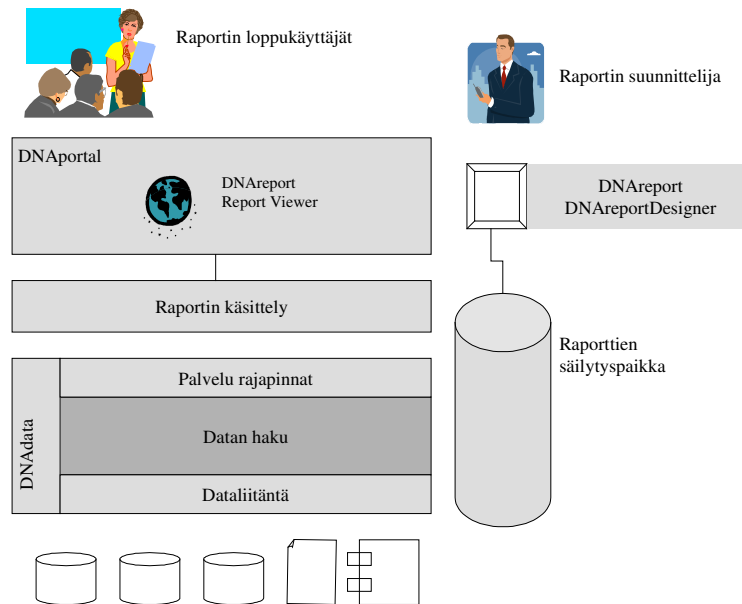 Raportin loppukäyttäjät
Raportin suunnittelija
DNAportal
DNAreport
Report Viewer
DNAreport
DNAreportDesigner
Raportin käsittely
Raporttien
säilytyspaikka
DNAdata
Palvelu rajapinnat
Datan haku
Dataliitäntä